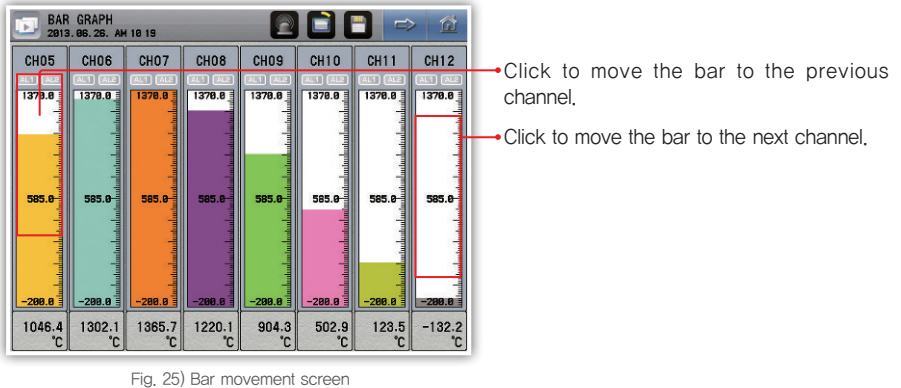 BAR GRAPH
2013.06.26. AM 10 19
CH05 CH06 CH07 CH08 CH09 CH10 CH11 CH12
AL1 AL2 AL1 AL2 AL1 AL2 AL1 AL2 AL1 AL2 AL1 AL2 AL1 AL2 AL1 AL2
1370.0 1370.0 1370.0 1370.0 1370.0 1370.0 1370.0 1370.0
585.0 585.0 585.0 585.0 585.0 585.0 585.0 585.0
-200.0 -200.0 -200.0 -200.0 -200.0 -200.0 -200.0 -200.0
1046.4 1302.1 1365.7 1220.1 904.3 502.9 123.5 -132.2
°C °C °C °C °C °C °C °C
Click to move the bar to the previous
channel.
Click to move the bar to the next channel.
Fig. 25) Bar movement screen